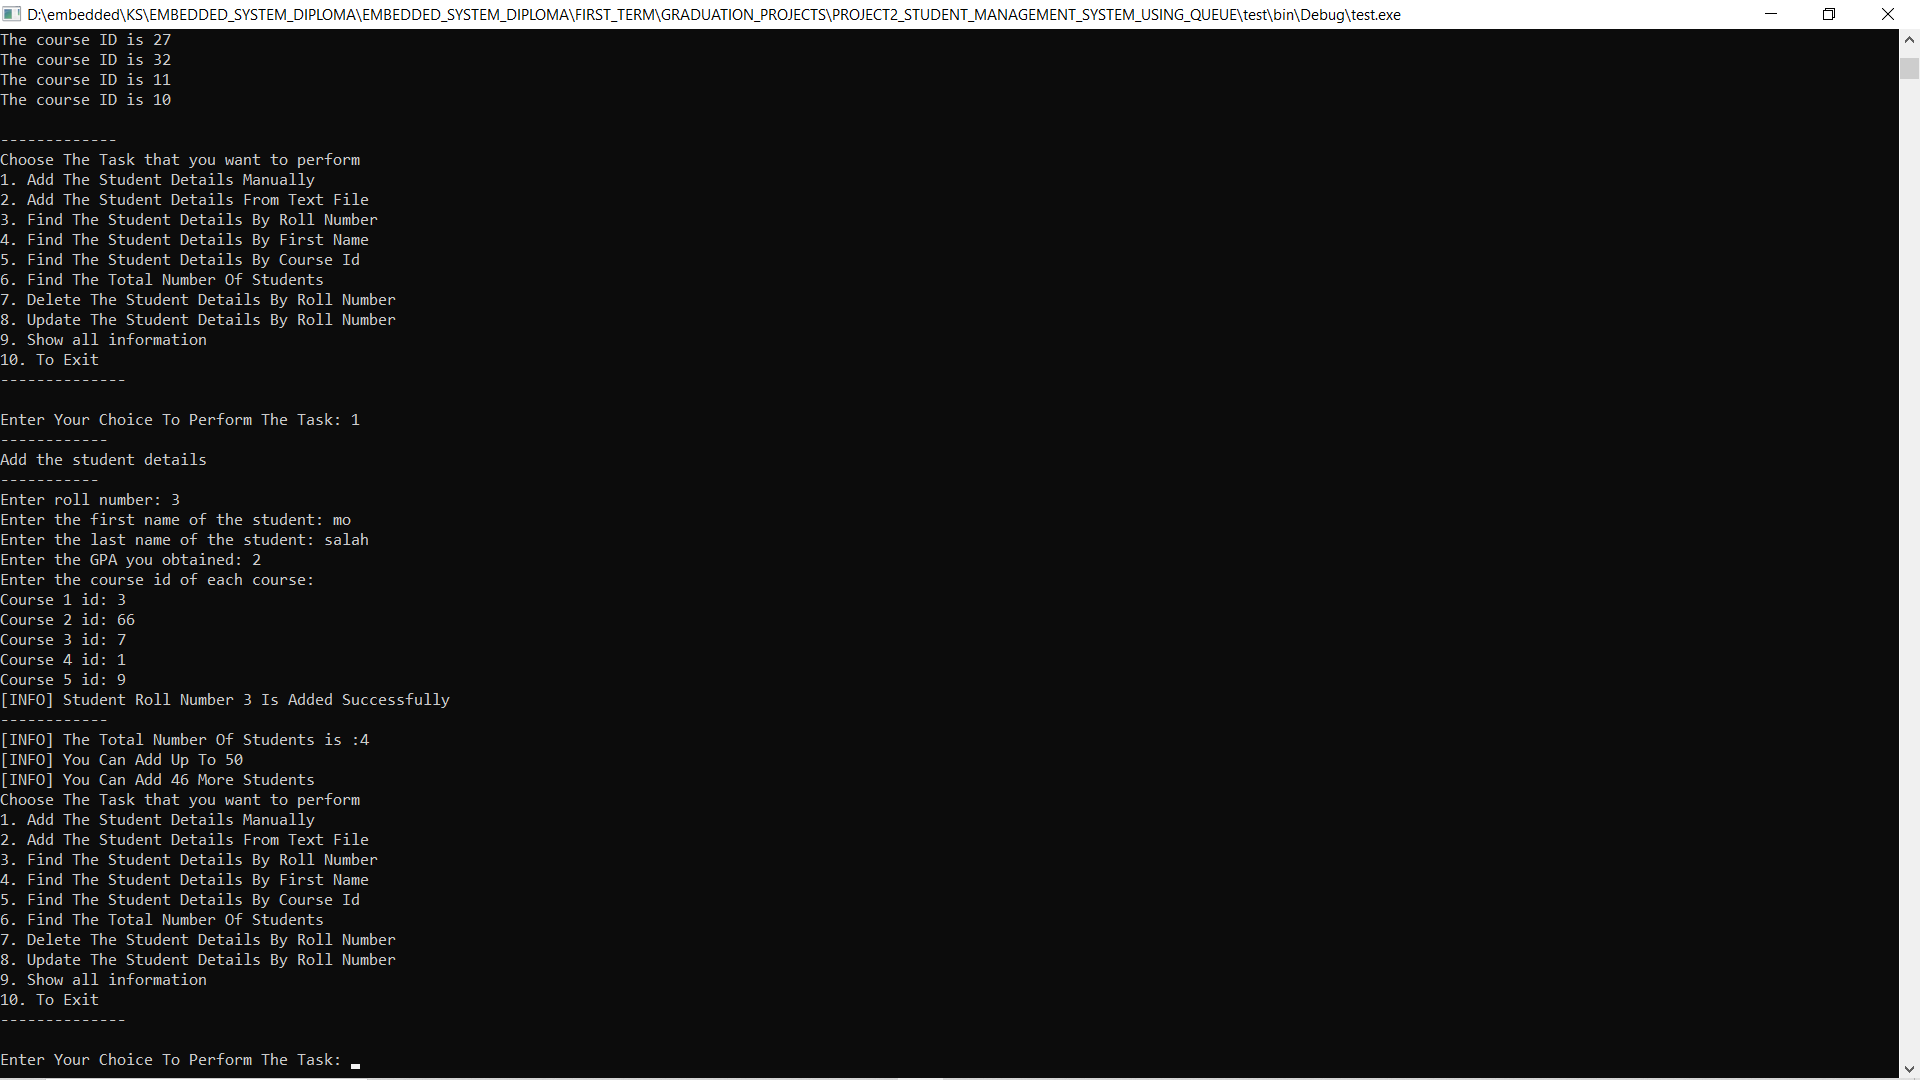 D:\embedded\KS\EMBEDDED_SYSTEM_DIPLOMA\EMBEDDED_SYSTEM_DIPLOMA\FIRST_TERM\GRADUATION_PROJECTS\PROJECT2_STUDENT_MANAGEMENT_SYSTEM_USING_QUEUE\test\bin\Debug\test.exe
The course ID is 27
The course ID is 32
The course ID is 11
The course ID is 10
-------------
Choose The Task that you want to perform
1. Add The Student Details Manually
2. Add The Student Details From Text File
3. Find The Student Details By Roll Number
4. Find The Student Details By First Name
5. Find The Student Details By Course Id
6. Find The Total Number Of Students
7. Delete The Student Details By Roll Number
8. Update The Student Details By Roll Number
9. Show all information
10. To Exit
--------------
Enter Your Choice To Perform The Task: 1
------------
Add the student details
-----------
Enter roll number: 3
Enter the first name of the student: mo
Enter the last name of the student: salah
Enter the GPA you obtained: 2
Enter the course id of each course:
Course 1 id: 3
Course 2 id: 66
Course 3 id: 7
Course 4 id: 1
Course 5 id: 9
[INFO] Student Roll Number 3 Is Added Successfully
------------
[INFO] The Total Number Of Students is :4
[INFO] You Can Add Up To 50
[INFO] You Can Add 46 More Students
Choose The Task that you want to perform
1. Add The Student Details Manually
2. Add The Student Details From Text File
3. Find The Student Details By Roll Number
4. Find The Student Details By First Name
5. Find The Student Details By Course Id
6. Find The Total Number Of Students
7. Delete The Student Details By Roll Number
8. Update The Student Details By Roll Number
9. Show all information
10. To Exit
--------------
Enter Your Choice To Perform The Task: